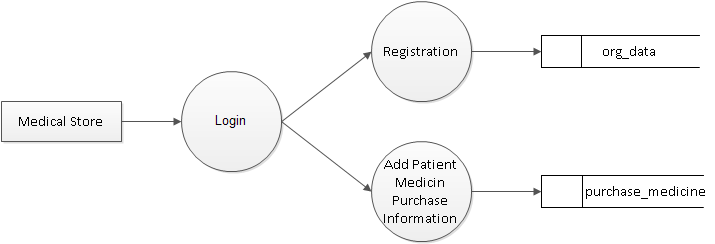 Medical Store
Login
Registration
org_data
Add Patient
Medicin
Purchase
Information
purchase_medicine